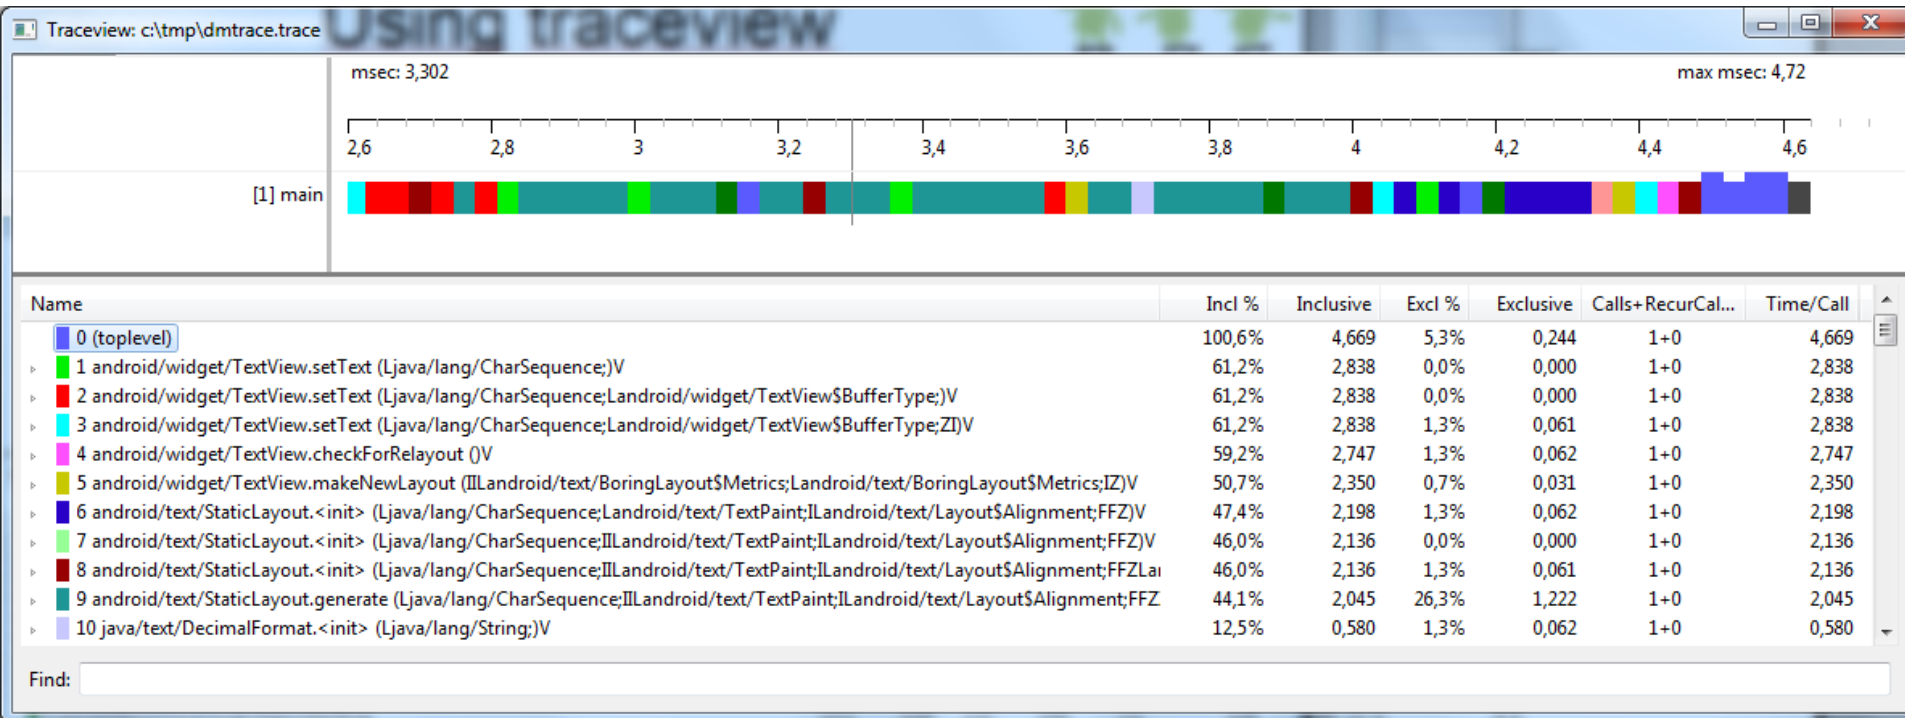 Traceview: c:\tmp\dmtrace.trace
Using traceview
msec: 3,302 max msec: 4,72
2,6 2,8 3 3,2 3,4 3,6 3,8 4 4,2 4,4 4,6
[1] main
Name Incl % Inclusive Excl % Exclusive Calls+RecurCal... Time/Call
0 (toplevel) 100,6% 4,669 5,3% 0,244 1+0 4,669
1 android/widget/TextView.setText (Ljava/lang/CharSequence;)V 61,2% 2,838 0,0% 0,000 1+0 2,838
2 android/widget/TextView.setText (Ljava/lang/CharSequence;Landroid/widget/TextView$BufferType;)V 61,2% 2,838 0,0% 0,000 1+0 2,838
3 android/widget/TextView.setText (Ljava/lang/CharSequence;Landroid/widget/TextView$BufferType;ZI)V 61,2% 2,838 1,3% 0,061 1+0 2,838
4 android/widget/TextView.checkForRelayout ()V 59,2% 2,747 1,3% 0,062 1+0 2,747
5 android/widget/TextView.makeNewLayout (IILandroid/text/BoringLayout$Metrics;Landroid/text/BoringLayout$Metrics;IZ)V 50,7% 2,350 0,7% 0,031 1+0 2,350
6 android/text/StaticLayout.<init> (Ljava/lang/CharSequence;Landroid/text/TextPaint;ILandroid/text/Layout$Alignment;FFZ)V 47,4% 2,198 1,3% 0,062 1+0 2,198
7 android/text/StaticLayout.<init> (Ljava/lang/CharSequence;IILandroid/text/TextPaint;ILandroid/text/Layout$Alignment;FFZ)V 46,0% 2,136 0,0% 0,000 1+0 2,136
8 android/text/StaticLayout.<init> (Ljava/lang/CharSequence;IILandroid/text/TextPaint;ILandroid/text/Layout$Alignment;FFZLan 46,0% 2,136 1,3% 0,061 1+0 2,136
9 android/text/StaticLayout.generate (Ljava/lang/CharSequence;IILandroid/text/TextPaint;ILandroid/text/Layout$Alignment;FFZ 44,1% 2,045 26,3% 1,222 1+0 2,045
10 java/text/DecimalFormat.<init> (Ljava/lang/String;)V 12,5% 0,580 1,3% 0,062 1+0 0,580
Find: